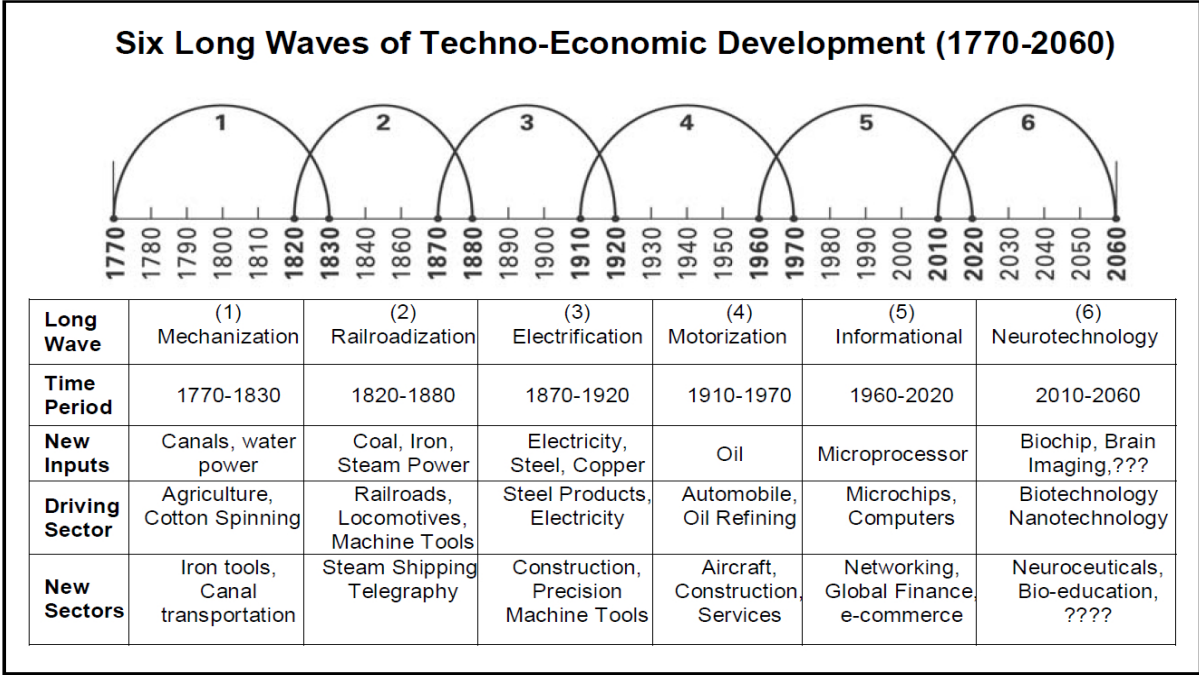 Six Long Waves of Techno-Economic Development (1770-2060)
1 2 3 4 5 6
1770 1780 1790 1800 1810 1820 1830 1840 1860 1870 1880 1890 1900 1910 1920 1930 1940 1950 1960 1970 1980 1990 2000 2010 2020 2030 2040 2050 2060
Long Wave
(1) Mechanization
(2) Railroadization
(3) Electrification
(4) Motorization
(5) Informational
(6) Neurotechnology
Time Period
1770-1830
1820-1880
1870-1920
1910-1970
1960-2020
2010-2060
New Inputs
Canals, water power
Coal, Iron, Steam Power
Electricity, Steel, Copper
Oil
Microprocessor
Biochip, Brain Imaging,???
Driving Sector
Agriculture, Cotton Spinning
Railroads, Locomotives, Machine Tools
Steel Products, Electricity
Automobile, Oil Refining
Microchips, Computers
Biotechnology Nanotechnology
New Sectors
Iron tools, Canal transportation
Steam Shipping Telegraphy
Construction, Precision Machine Tools
Aircraft, Construction, Services
Networking, Global Finance, e-commerce
Neuroceuticals, Bio-education, ????